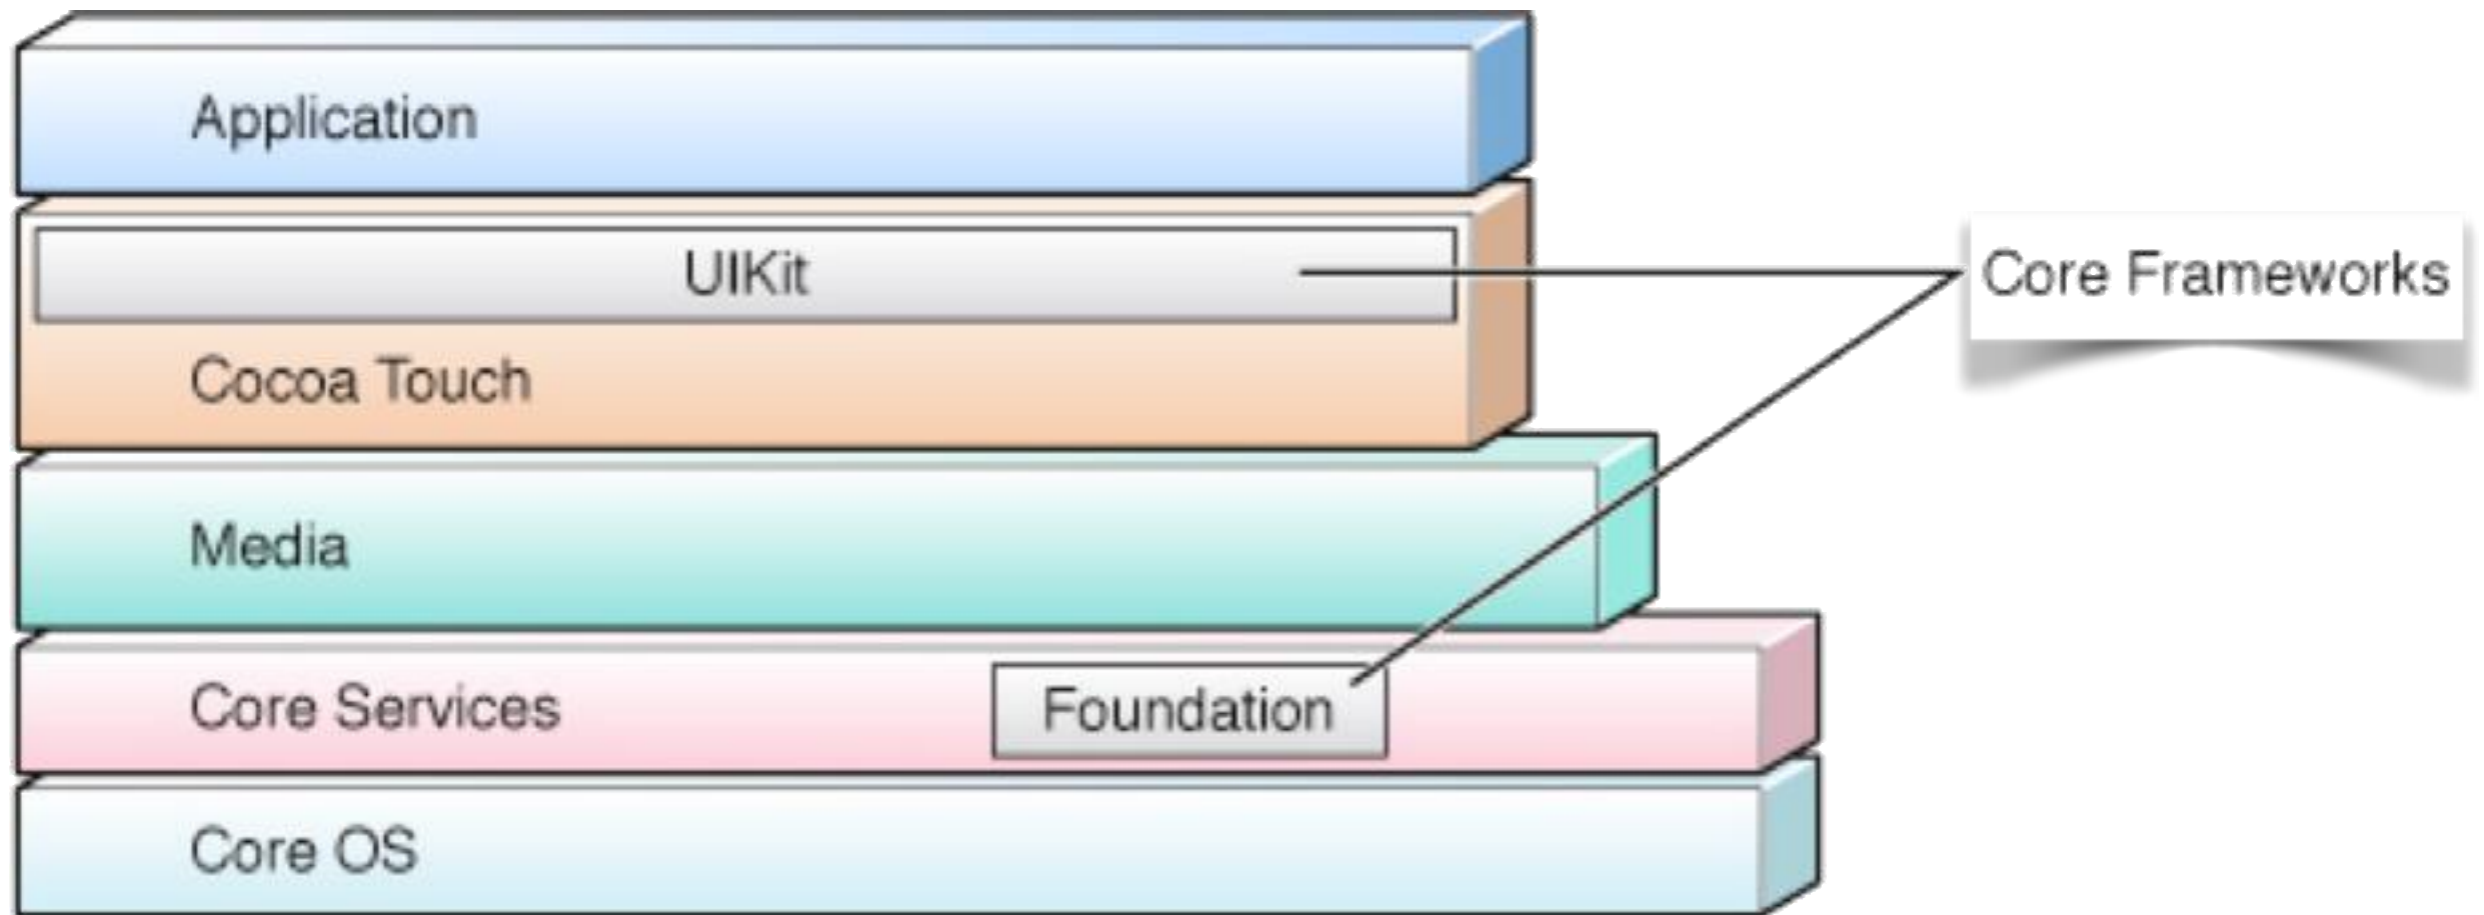 Application
UIKit
Core Frameworks
Cocoa Touch
Media
Core Services
Foundation
Core OS